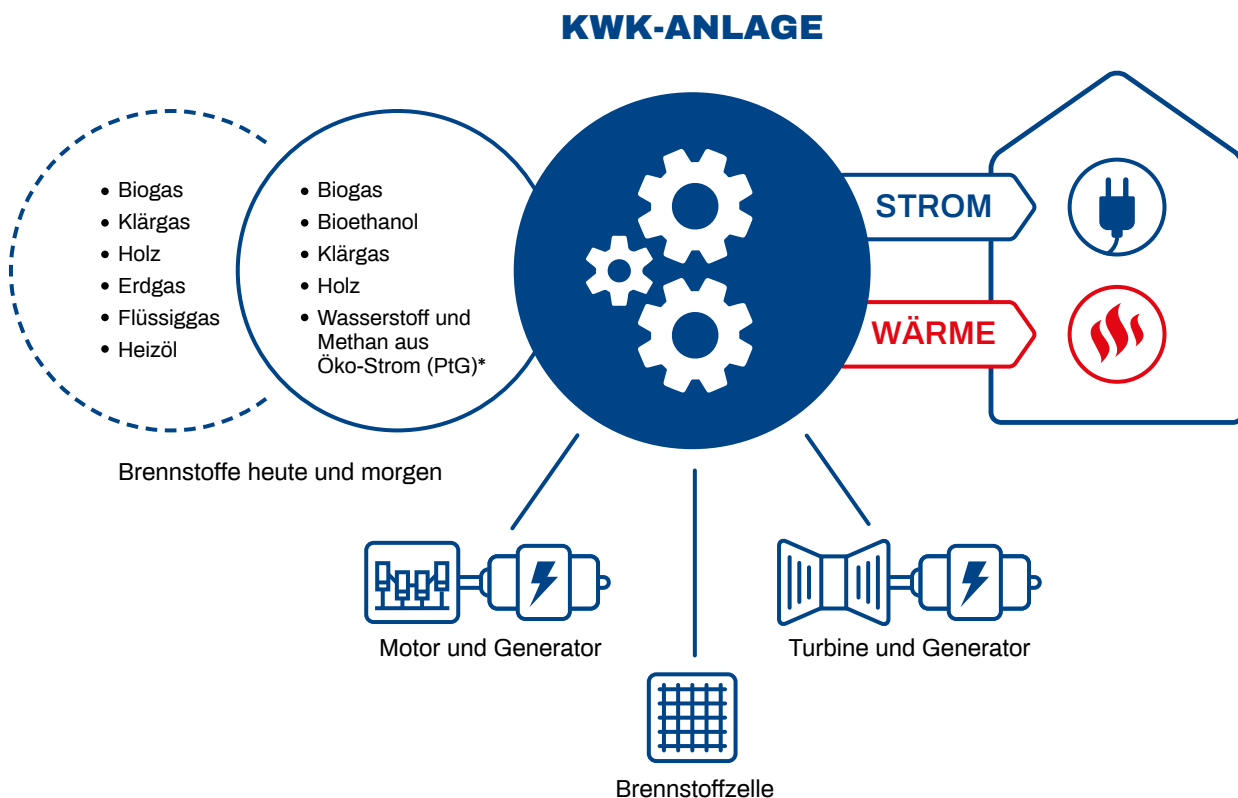 KWK-ANLAGE
• Biogas
• Klärgas
• Holz
• Erdgas
• Flüssiggas
• Heizöl
• Biogas
• Bioethanol
• Klärgas
• Holz
• Wasserstoff und
Methan aus
Öko-Strom (PtG)*
STROM
WÄRME
Brennstoffe heute und morgen
Motor und Generator
Turbine und Generator
Brennstoffzelle